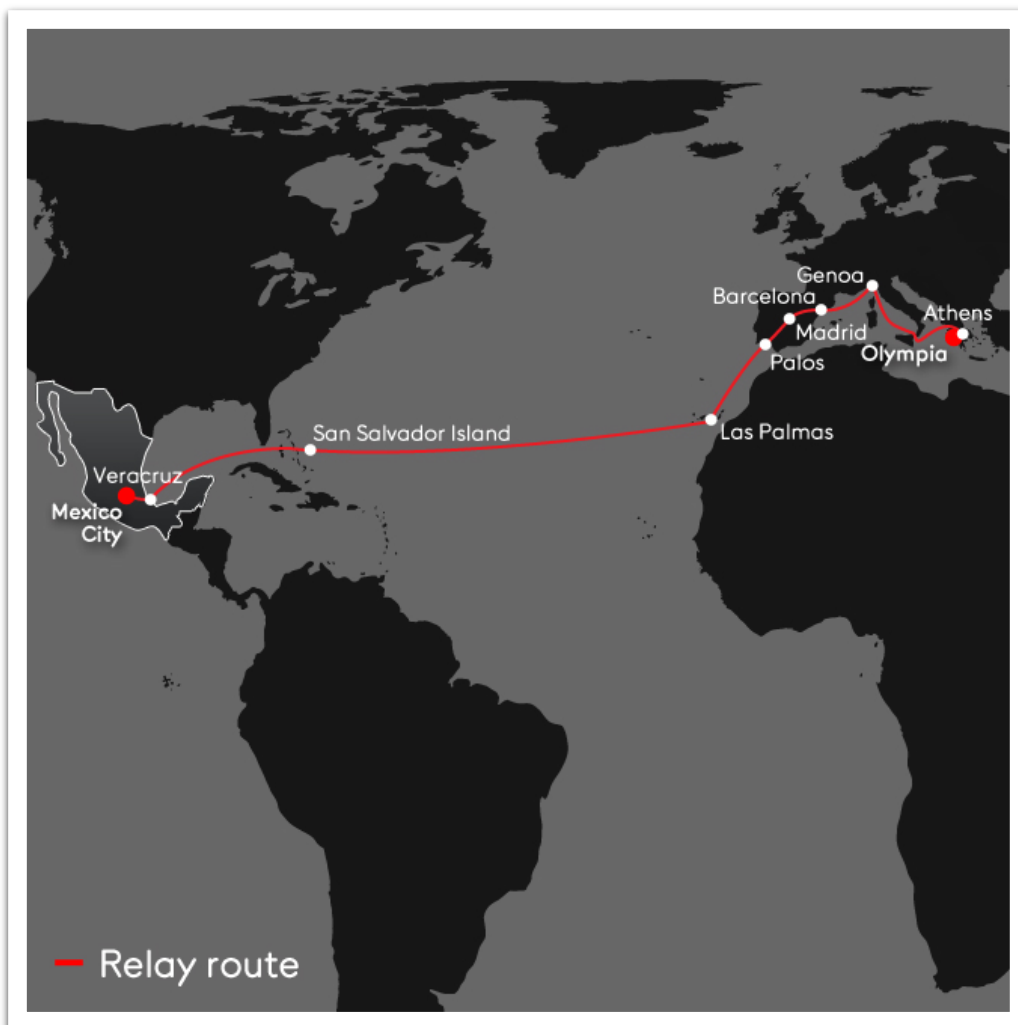 Genoa
Barcelona
Athens
Madrid
Olympia
Palos
San Salvador Island
Las Palmas
Veracruz
Mexico
City
Relay route